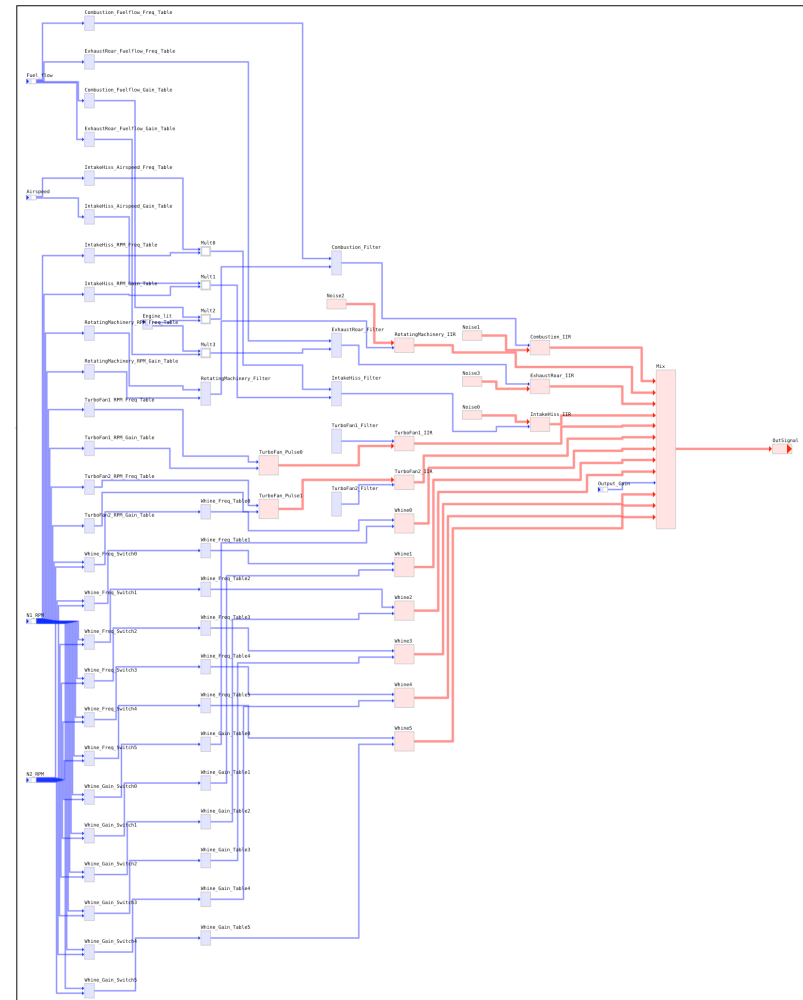 Combustion_Fuelflow_Freq_Table
ExhaustRoar_Fuelflow_Freq_Table
Fuel flow
Combustion_Fuelflow_Gain_Table
ExhaustRoar_Fuelflow_Gain_Table
IntakeHiss_Airspeed_Freq_Table
Airspeed
IntakeHiss_Airspeed_Gain_Table
IntakeHiss_RPM_Freq_Table
Mult0
Combustion_Filter
IntakeHiss_RPM_Gain_Table
Mult1
Noise2
Engine_lit
RotatingMachinery_RPM_Freq_Table
Mult2
Noise1
ExhaustRoar_Filter
RotatingMachinery_IIR
Combustion_IIR
Mult3
RotatingMachinery_RPM_Gain_Table
Mix
RotatingMachinery_Filter
IntakeHiss_Filter
Noise3
ExhaustRoar_IIR
TurboFan1_RPM_Freq_Table
Noise0
IntakeHiss_IIR
TurboFan1_Filter
TurboFan1_IIR
TurboFan1_RPM_Gain_Table
OutSignal
TurboFan_Pulse0
TurboFan2_RPM_Freq_Table
TurboFan2_IIR
TurboFan2_Filter
Output_Gain
TurboFan_Pulse1
Whine_Freq_Table0
TurboFan2_RPM_Gain_Table
Whine0
Whine_Freq_Switch0
Whine_Freq_Table1
Whine1
Whine_Freq_Switch1
Whine_Freq_Table2
Whine2
N1_RPM
Whine_Freq_Table3
Whine_Freq_Switch2
Whine3
Whine_Freq_Table4
Whine_Freq_Switch3
Whine4
Whine_Freq_Table5
Whine_Freq_Switch4
Whine5
Whine_Gain_Table0
Whine_Freq_Switch5
N2_RPM
Whine_Gain_Table1
Whine_Gain_Switch0
Whine_Gain_Table2
Whine_Gain_Switch1
Whine_Gain_Table3
Whine_Gain_Switch2
Whine_Gain_Table4
Whine_Gain_Switch3
Whine_Gain_Table5
Whine_Gain_Switch4
Whine_Gain_Switch5